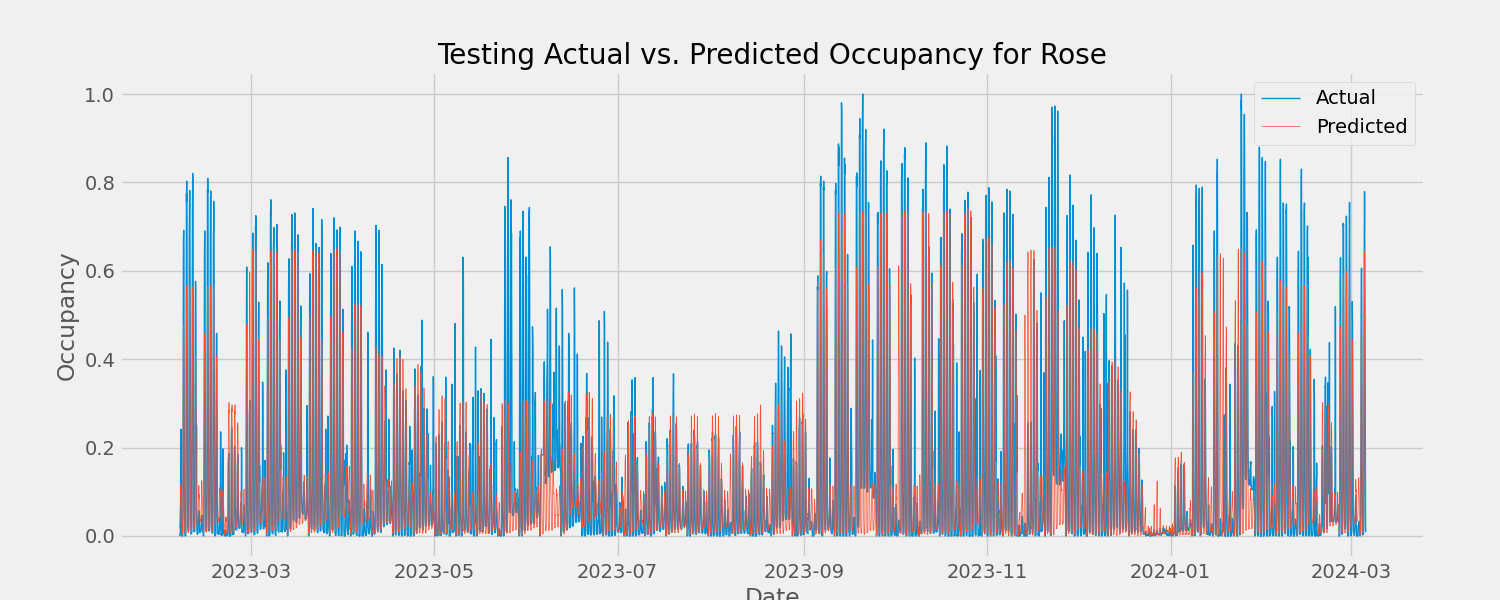 Testing Actual vs. Predicted Occupancy for Rose
1.0
0.8
0.6
0.4
0.2
0.0
Occupancy
Actual
Predicted
2023-03 2023-05 2023-07 2023-09 2023-11 2024-01 2024-03
Date